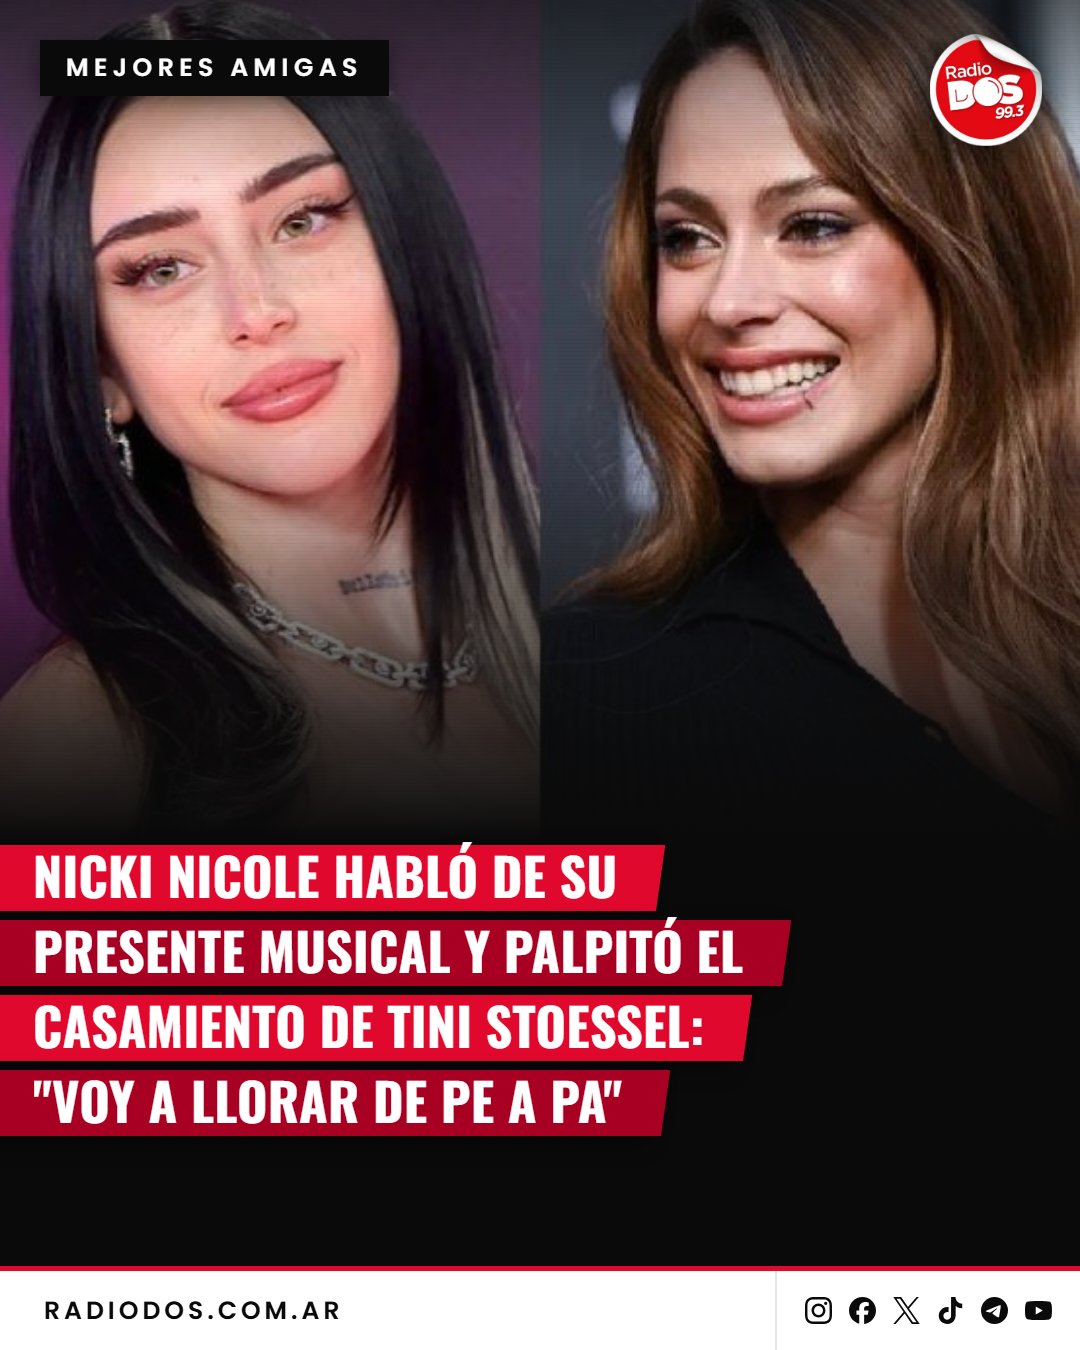 MEJORES AMIGAS
Radio
DOS
99.3
NICKI NICOLE HABLÓ DE SU
PRESENTE MUSICAL Y PALPITÓ EL
CASAMIENTO DE TINI STOESSEL:
"VOY A LLORAR DE PE A PA"
RADIODOS.COM.AR